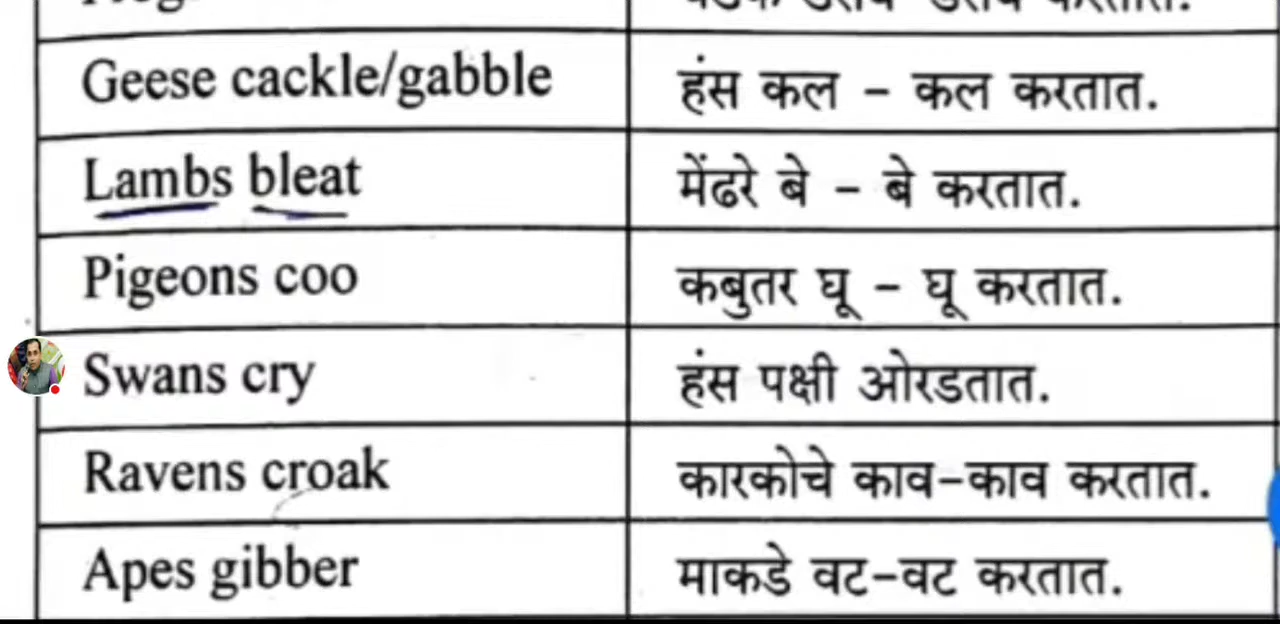 Geese cackle/gabble हंस कल – कल करतात.
Lambs bleat मेंढरे बे – बे करतात.
Pigeons coo कबुतर घू – घू करतात.
Swans cry हंस पक्षी ओरडतात.
Ravens croak कारकोचे काव–काव करतात.
Apes gibber माकडे वट–वट करतात.